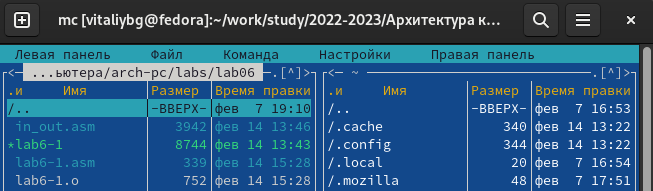 mc [vitaliybg@fedora]:~/work/study/2022-2023/Архитектура к...
Левая панель Файл Команда Настройки Правая панель
<— ...ьютера/arch-pc/labs/lab06 .[^]> <— ~ .[^]>
.и Имя Размер Время правки .и Имя Размер Время правки
/.. -ВВЕРХ- фев 7 19:10 /.. -ВВЕРХ- фев 7 16:53
in_out.asm 3942 фев 14 13:46 /.cache 340 фев 14 13:22
*lab6-1 8744 фев 14 13:43 /.config 344 фев 14 13:22
lab6-1.asm 339 фев 14 15:28 /.local 20 фев 7 16:54
lab6-1.o 752 фев 14 15:28 /.mozilla 48 фев 7 17:51